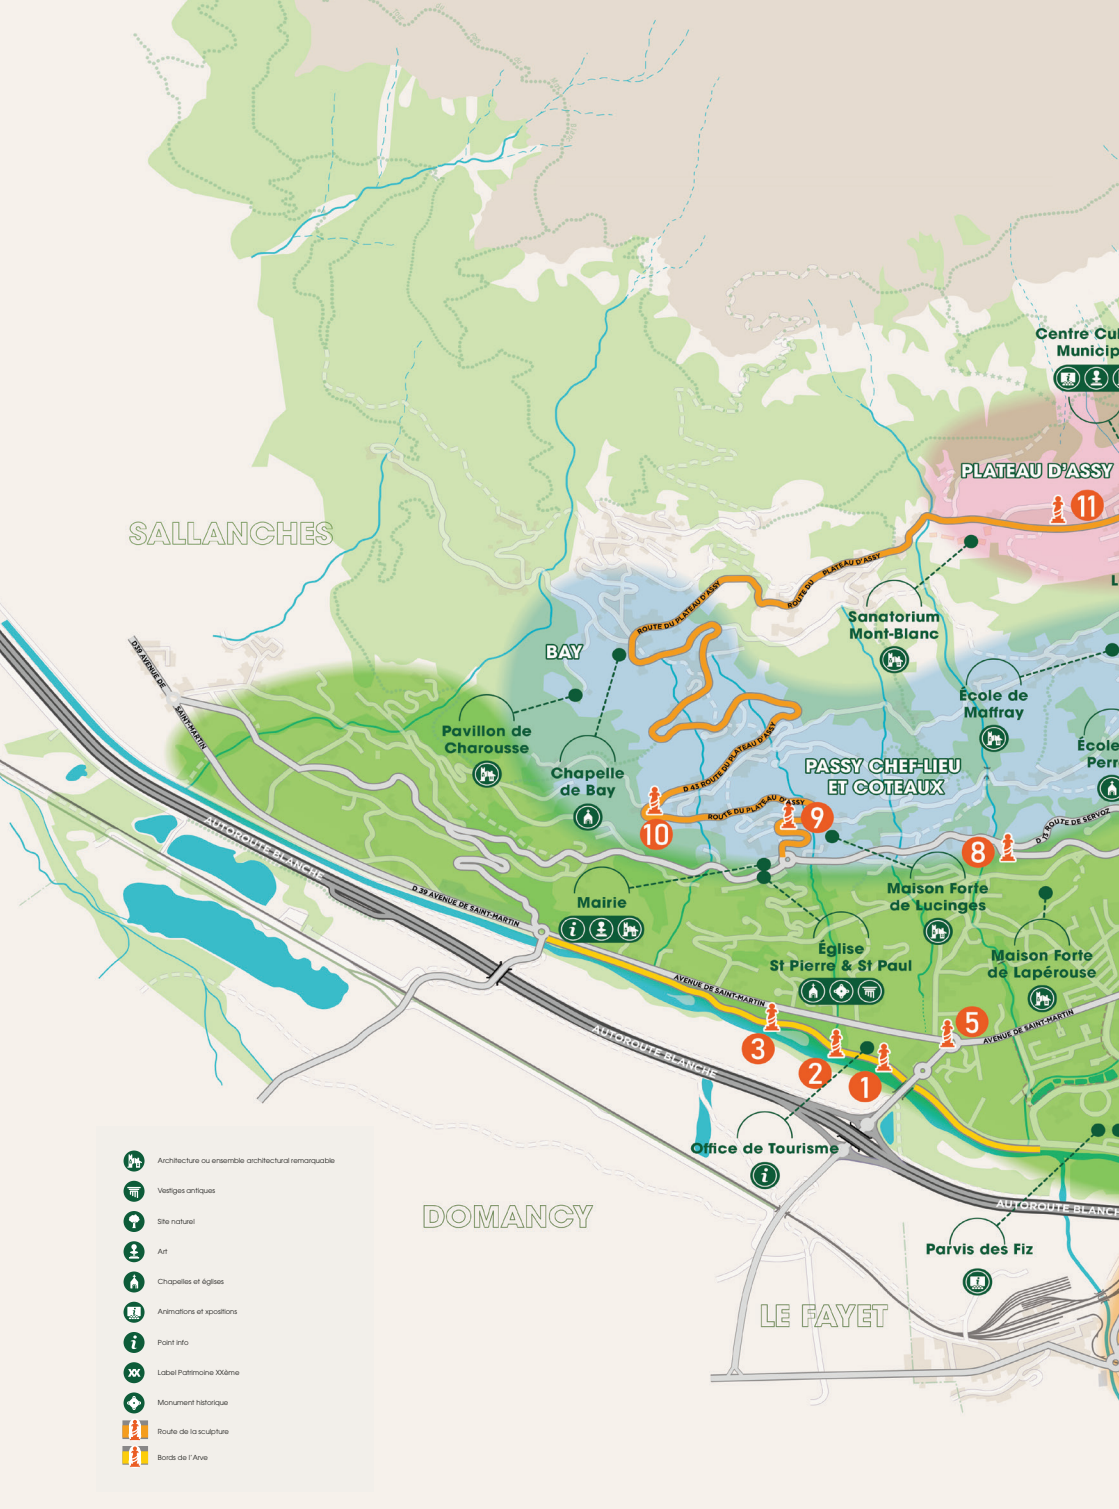 Centre Cul
Municip
PLATEAU D'ASSY
11
SALLANCHES
PLATEAU D'ASSY
ROUTE DU
ROUTE DU PLATEAU D'ASSY
L
Sanatorium
Mont-Blanc
BAY
D39 AVENUE DE
SAINT-MARTIN
École de
Maffray
Pavillon de
Charousse
École
Perr
Chapelle
de Bay
PASSY CHEF-LIEU
ET COTEAUX
D 43 ROUTE DU PLATEAU D'ASSY
ROUTE DU PLATEAU D'ASSY
9
10
D 13 ROUTE DE SERVOZ
8
AUTOROUTE BLANCHE
D 39 AVENUE DE SAINT-MARTIN
Mairie
i
Maison Forte
de Lucinges
Église
St Pierre & St Paul
Maison Forte
de Lapérouse
AVENUE DE SAINT-MARTIN
5
AVENUE DE SAINT-MARTIN
3
2
1
AUTOROUTE BLANCHE
Office de Tourisme
i
AUTOROUTE BLANCH
DOMANCY
Parvis des Fiz
i
LE FAYET
Architecture ou ensemble architectural remarquable
Vestiges antiques
Site naturel
Art
Chapelles et églises
Animations et xpositions
i Point info
XX Label Patrimoine XXème
Monument historique
Route de la sculpture
Bords de l'Arve